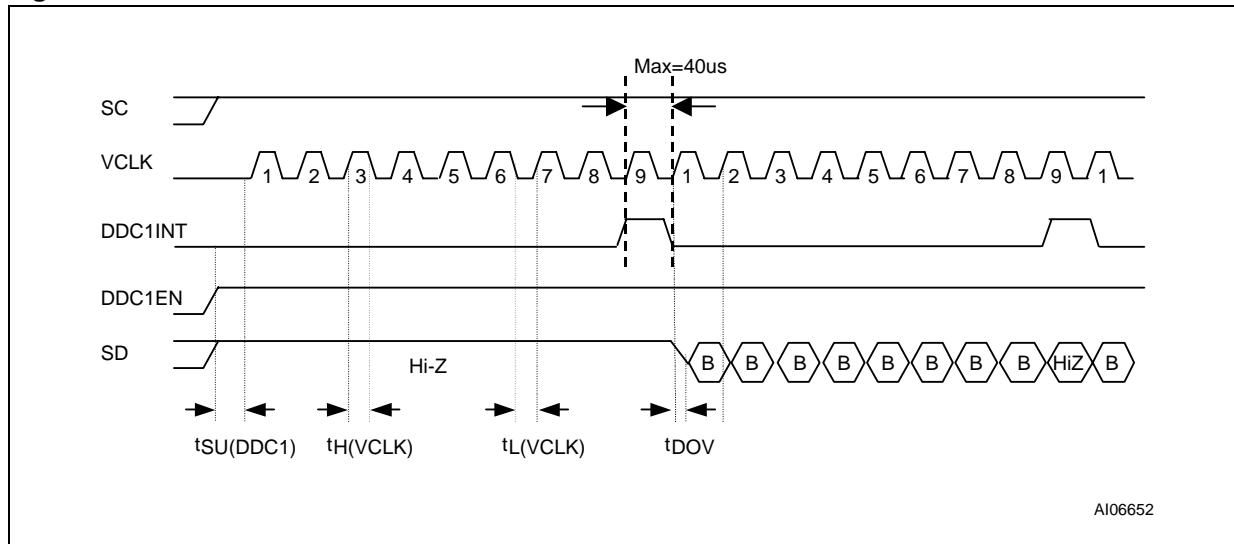 Max=40us
SC
VCLK
1 2 3 4 5 6 7 8 9 1 2 3 4 5 6 7 8 9 1
DDC1INT
DDC1EN
SD
Hi-Z
B B B B B B B B HiZ B
tSU(DDC1) tH(VCLK) tL(VCLK) tDOV
AI06652